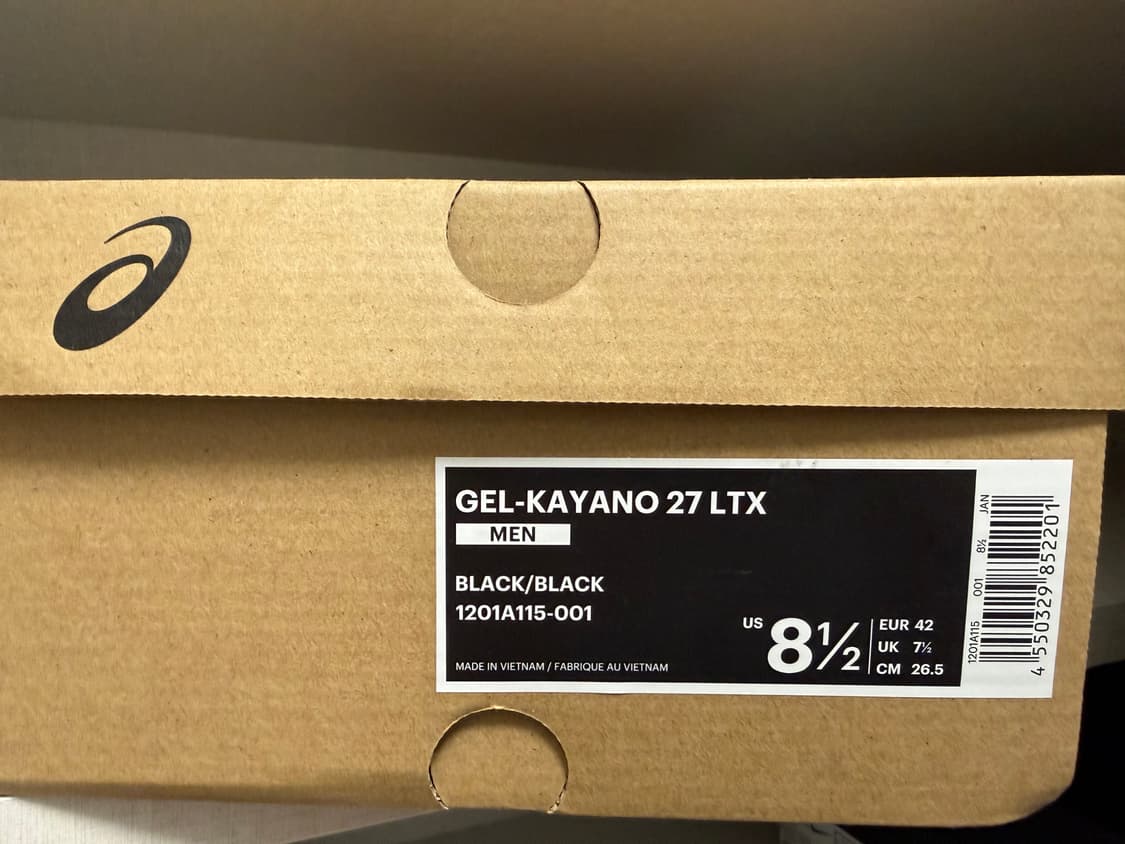 GEL-KAYANO 27 LTX
MEN
BLACK/BLACK
1201A115-001
MADE IN VIETNAM / FABRIQUE AU VIETNAM
US 8½
EUR 42
UK 7½
CM 26.5
1201A115 001 8½ JAN
4 550329 852201